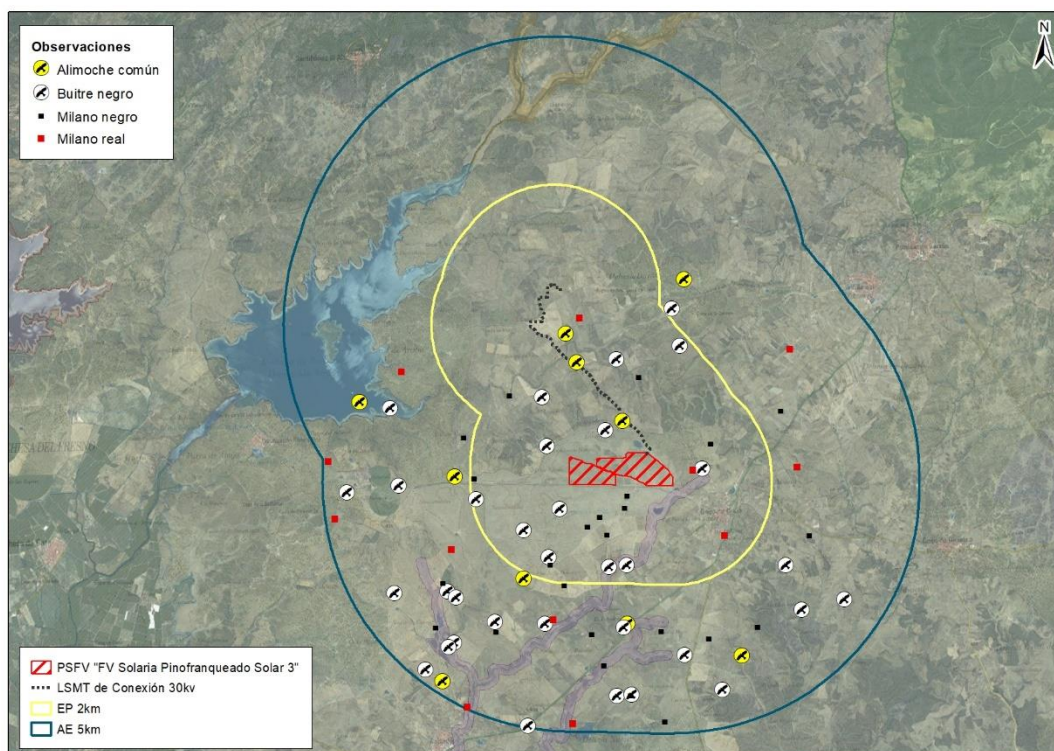 Observaciones
Alimoche común
Buitre negro
Milano negro
Milano real
N
PSFV "FV Solaria Pinofranqueado Solar 3"
LSMT de Conexión 30kv
EP 2km
AE 5km